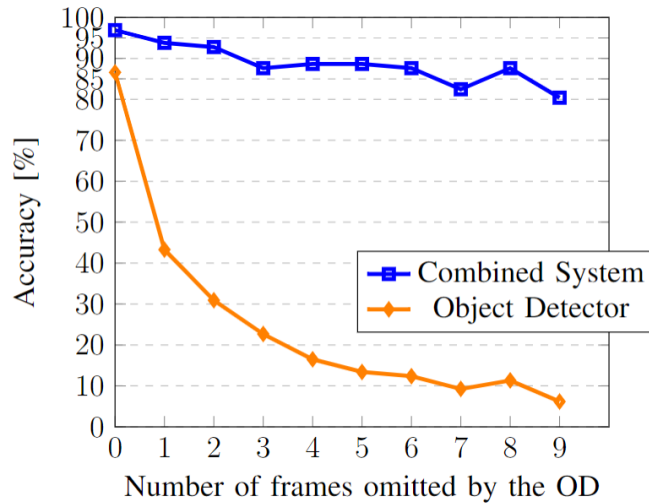 100
95
90
85
80
70
60
50
40
30
20
10
0
Accuracy [%]
Combined System
Object Detector
0 1 2 3 4 5 6 7 8 9
Number of frames omitted by the OD